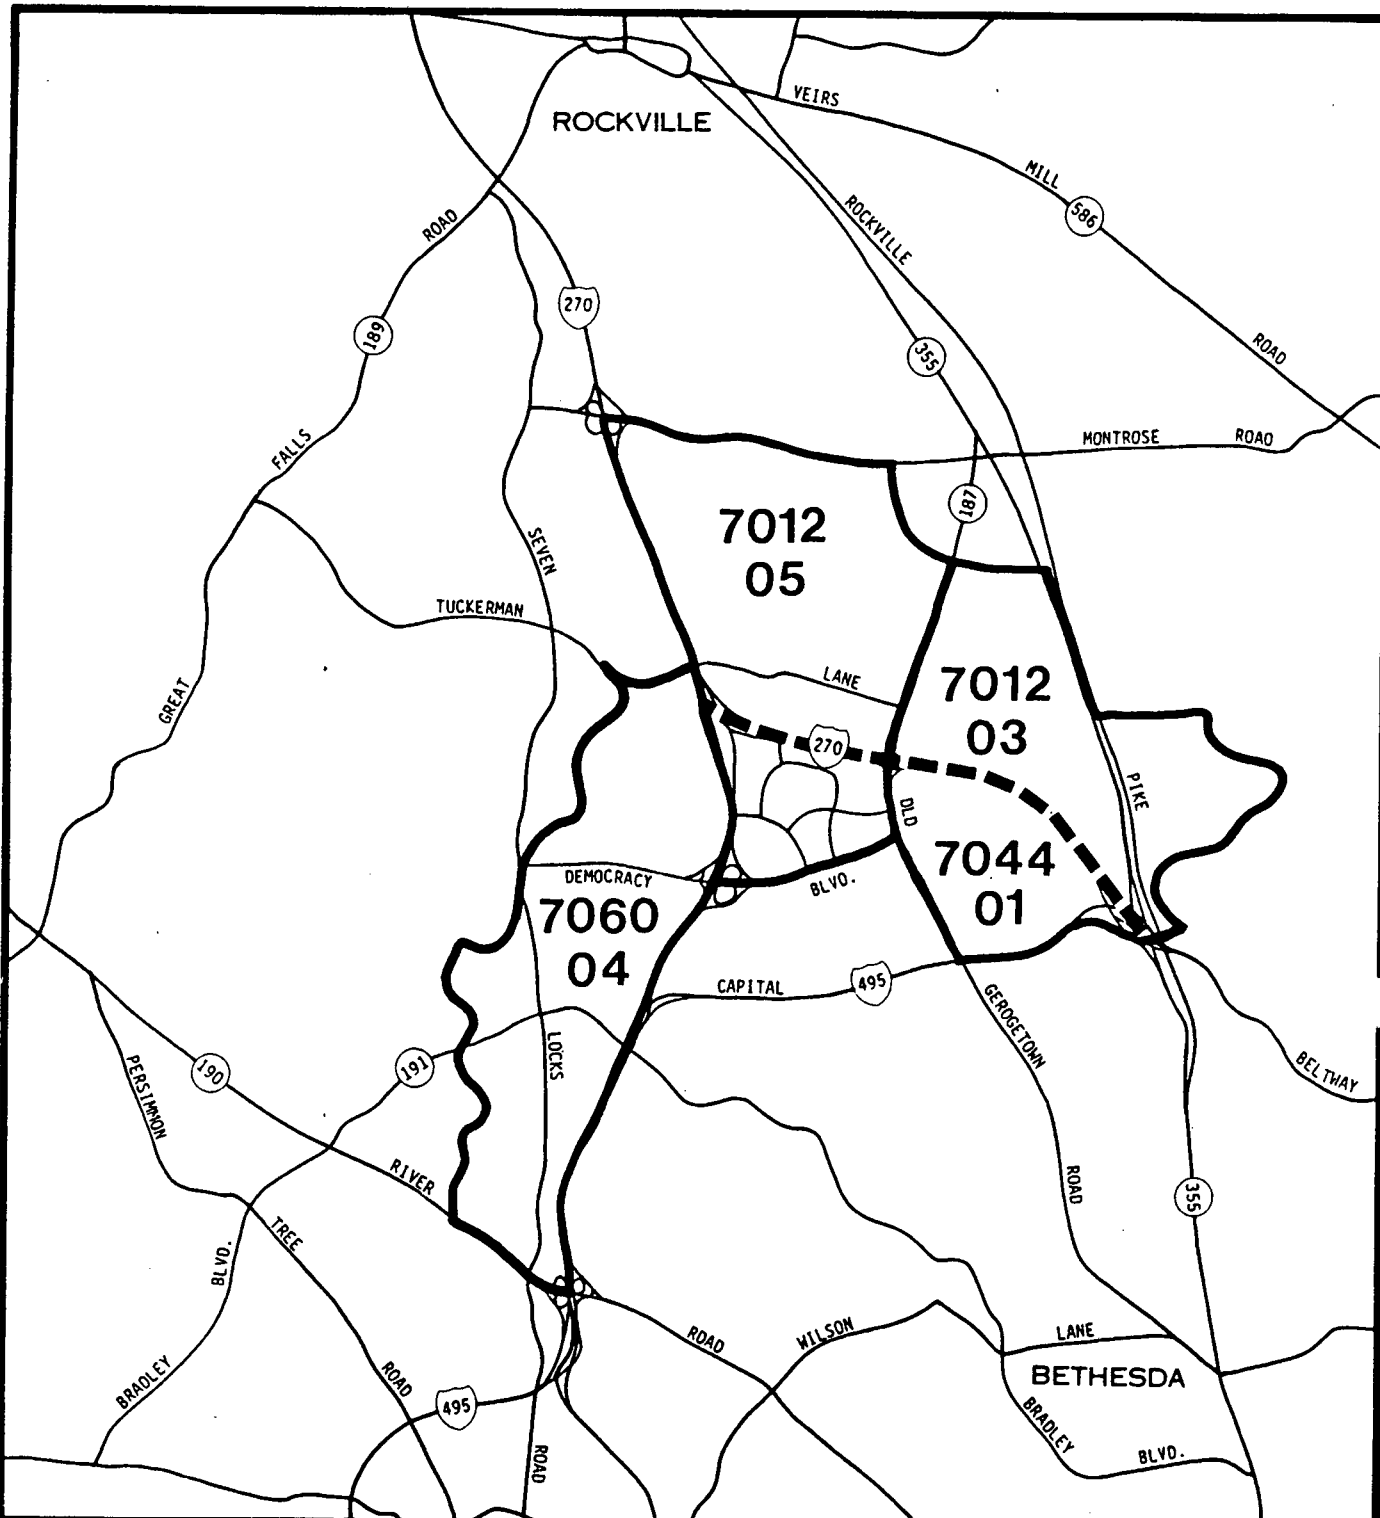 VEIRS
ROCKVILLE
MILL
586
ROAD
ROCKVILLE
270
189
355
ROAD
MONTROSE
ROAD
FALLS
187
7012
05
SEVEN
TUCKERMAN
LANE
7012
03
GREAT
270
PIKE
OLD
7044
01
DEMOCRACY
BLVD.
7060
04
CAPITAL
495
GEROGETOWN
LOCKS
190
191
BELTWAY
PERSIMMON
RIVER
ROAD
355
TREE
BLVD.
ROAD
WILSON
LANE
BETHESDA
BRADLEY
ROAD
495
BRADLEY
BLVD.
ROAD